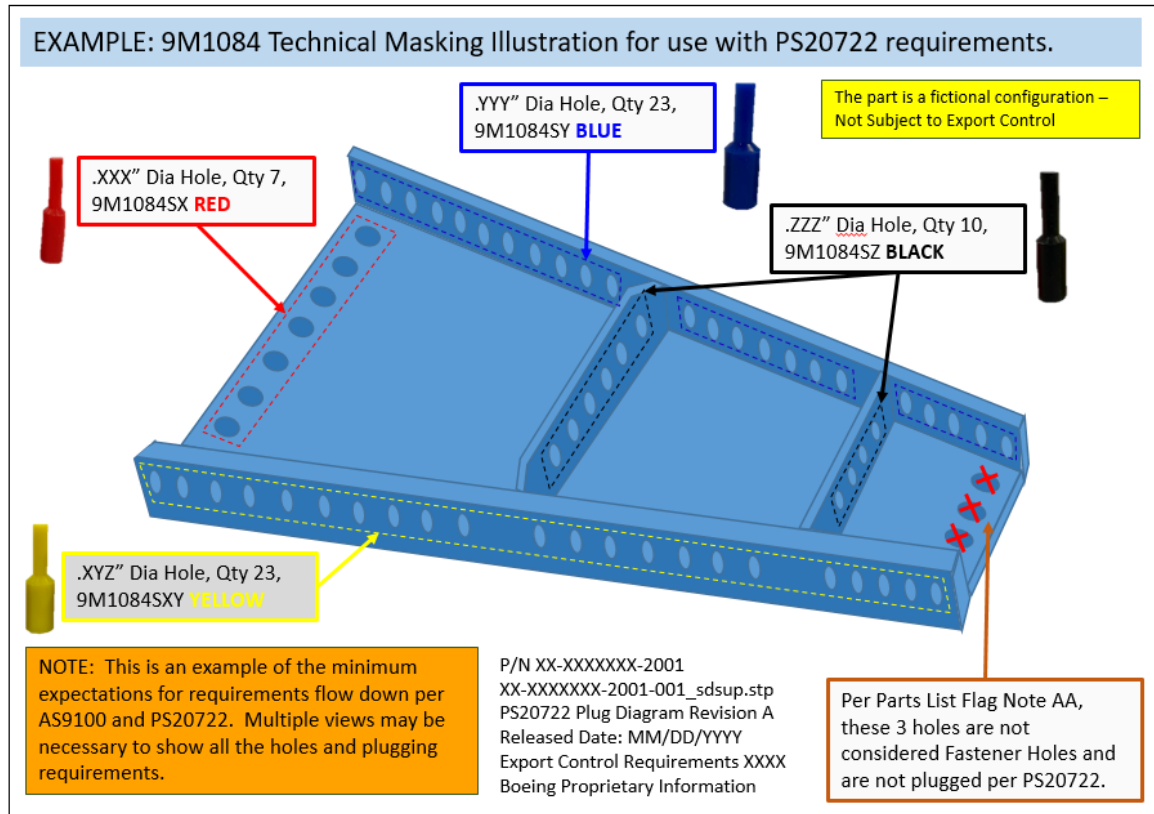 EXAMPLE: 9M1084 Technical Masking Illustration for use with PS20722 requirements.
.YYY” Dia Hole, Qty 23,
9M1084SY BLUE
The part is a fictional configuration –
Not Subject to Export Control
.XXX” Dia Hole, Qty 7,
9M1084SX RED
.ZZZ” Dia Hole, Qty 10,
9M1084SZ BLACK
.XYZ” Dia Hole, Qty 23,
9M1084SXY YELLOW
NOTE: This is an example of the minimum
expectations for requirements flow down per
AS9100 and PS20722. Multiple views may be
necessary to show all the holes and plugging
requirements.
P/N XX-XXXXXXX-2001
XX-XXXXXXX-2001-001_sdsup.stp
PS20722 Plug Diagram Revision A
Released Date: MM/DD/YYYY
Export Control Requirements XXXX
Boeing Proprietary Information
Per Parts List Flag Note AA,
these 3 holes are not
considered Fastener Holes and
are not plugged per PS20722.